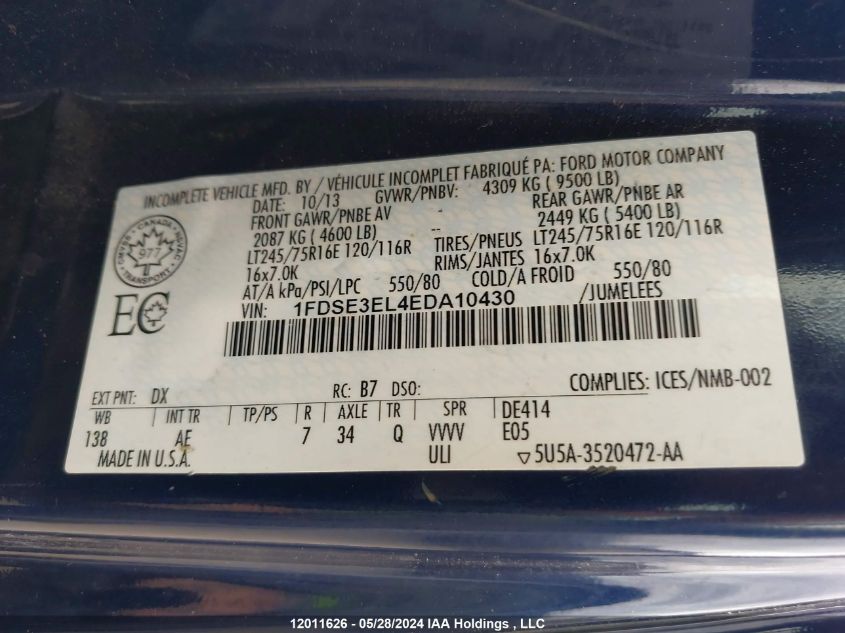 INCOMPLETE VEHICLE MFD. BY / VÉHICULE INCOMPLET FABRIQUÉ PA: FORD MOTOR COMPANY
DATE: 10/13 GVWR/PNBV: 4309 KG ( 9500 LB)
FRONT GAWR/PNBE AV REAR GAWR/PNBE AR
2087 KG ( 4600 LB) 2449 KG ( 5400 LB)
LT245/75R16E 120/116R TIRES/PNEUS LT245/75R16E 120/116R
16x7.0K RIMS/JANTES 16x7.0K
AT/A kPa/PSI/LPC 550/80 COLD/A FROID 550/80
VIN: 1FDSE3EL4EDA10430 /JUMELEES
CANADA
977
TRANSPORT
EC
EXT PNT: DX RC: B7 DSO: COMPLIES: ICES/NMB-002
WB INT TR TP/PS R AXLE TR SPR DE414
138 AE 7 34 Q VVVV E05
MADE IN U.S.A. ULI ▽5U5A-3520472-AA
12011626 - 05/28/2024 IAA Holdings , LLC